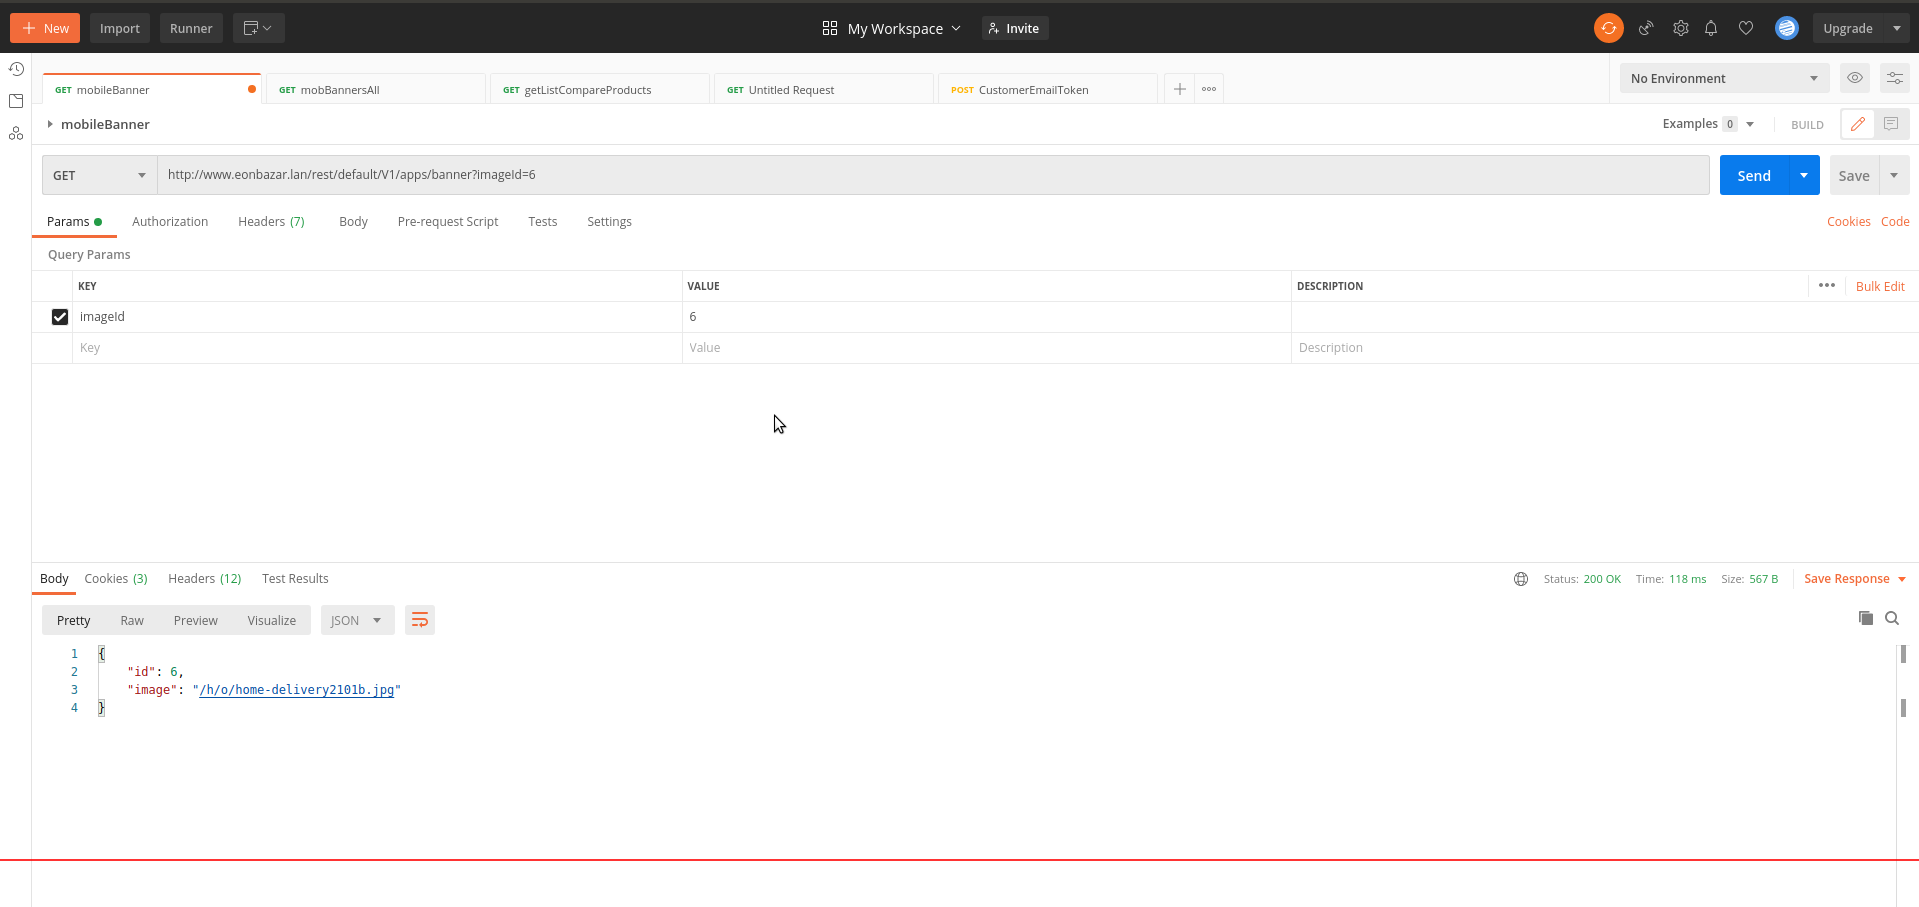 New Import Runner My Workspace Invite Upgrade
GET mobileBanner GET mobBannersAll GET getListCompareProducts GET Untitled Request POST CustomerEmailToken No Environment
mobileBanner Examples 0 BUILD
GET http://www.eonbazar.lan/rest/default/V1/apps/banner?imageId=6 Send Save
Params Authorization Headers (7) Body Pre-request Script Tests Settings Cookies Code
Query Params
KEY VALUE DESCRIPTION Bulk Edit
imageId 6
Key Value Description
Body Cookies (3) Headers (12) Test Results Status: 200 OK Time: 118 ms Size: 567 B Save Response
Pretty Raw Preview Visualize JSON
1 {
2 "id": 6,
3 "image": "/h/o/home-delivery2101b.jpg"
4 }